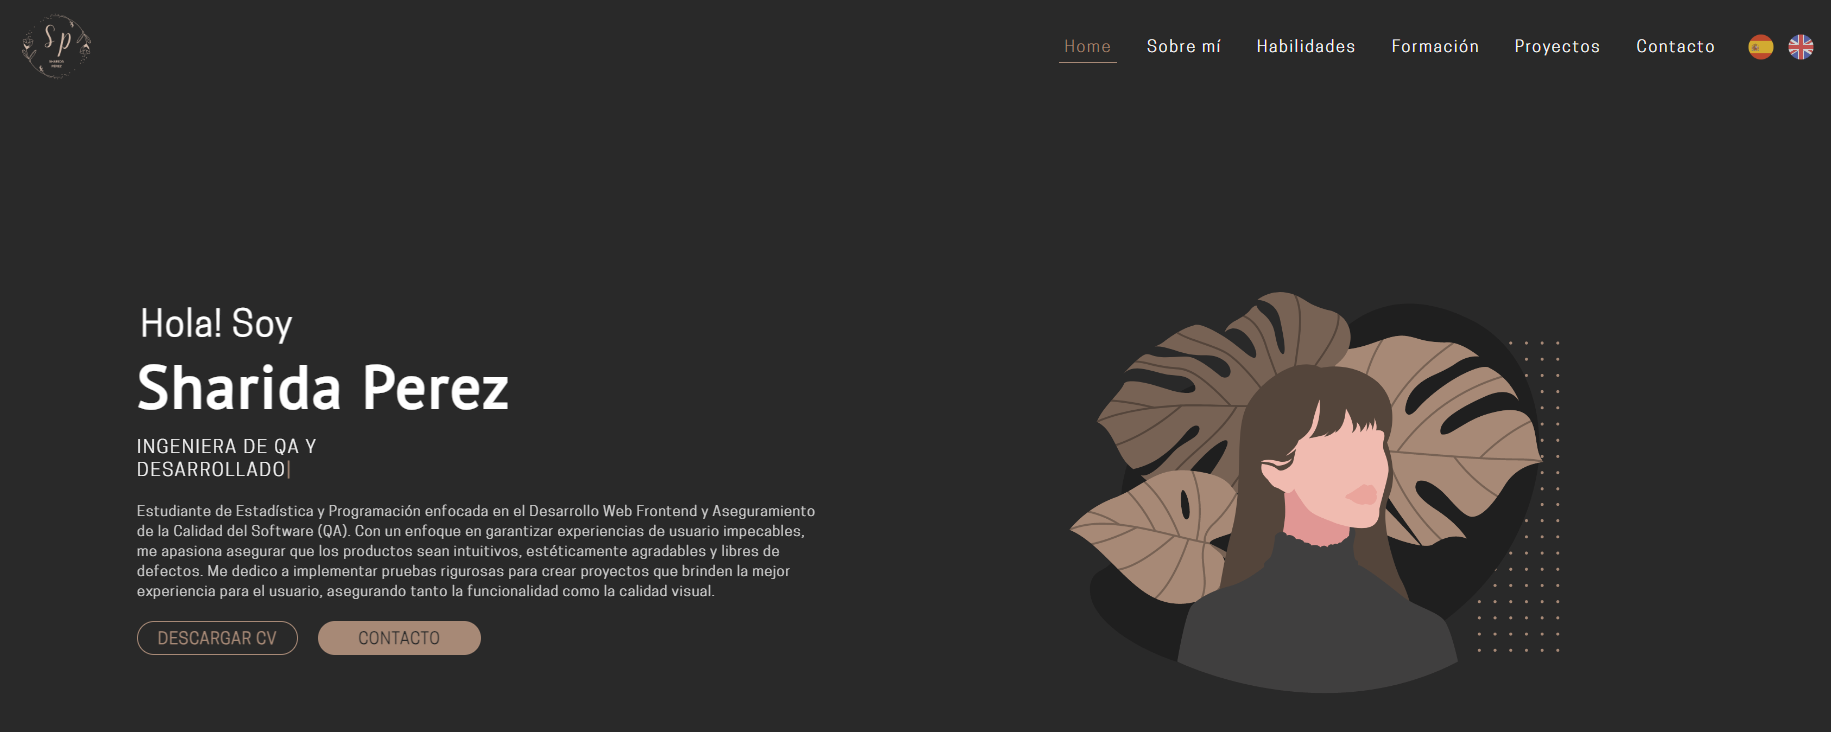 Sp
SHARIDA
PEREZ
Home Sobre mí Habilidades Formación Proyectos Contacto
Hola! Soy
Sharida Perez
INGENIERA DE QA Y
DESARROLLADO|
Estudiante de Estadística y Programación enfocada en el Desarrollo Web Frontend y Aseguramiento
de la Calidad del Software (QA). Con un enfoque en garantizar experiencias de usuario impecables,
me apasiona asegurar que los productos sean intuitivos, estéticamente agradables y libres de
defectos. Me dedico a implementar pruebas rigurosas para crear proyectos que brinden la mejor
experiencia para el usuario, asegurando tanto la funcionalidad como la calidad visual.
DESCARGAR CV CONTACTO